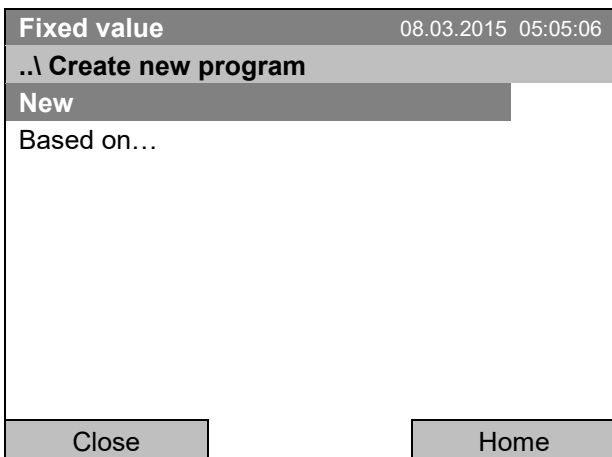 Fixed value 08.03.2015 05:05:06
..\ Create new program
New
Based on…
Close Home